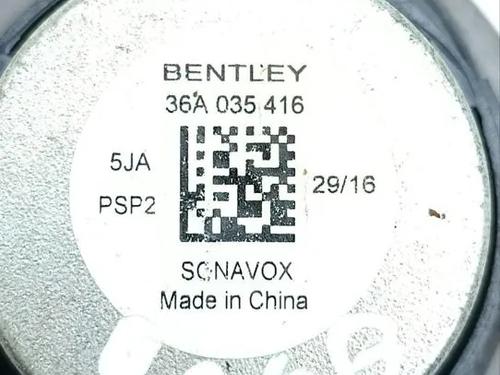 BENTLEY
36A 035 416
5JA
29/16
PSP2
SONAVOX
Made in China